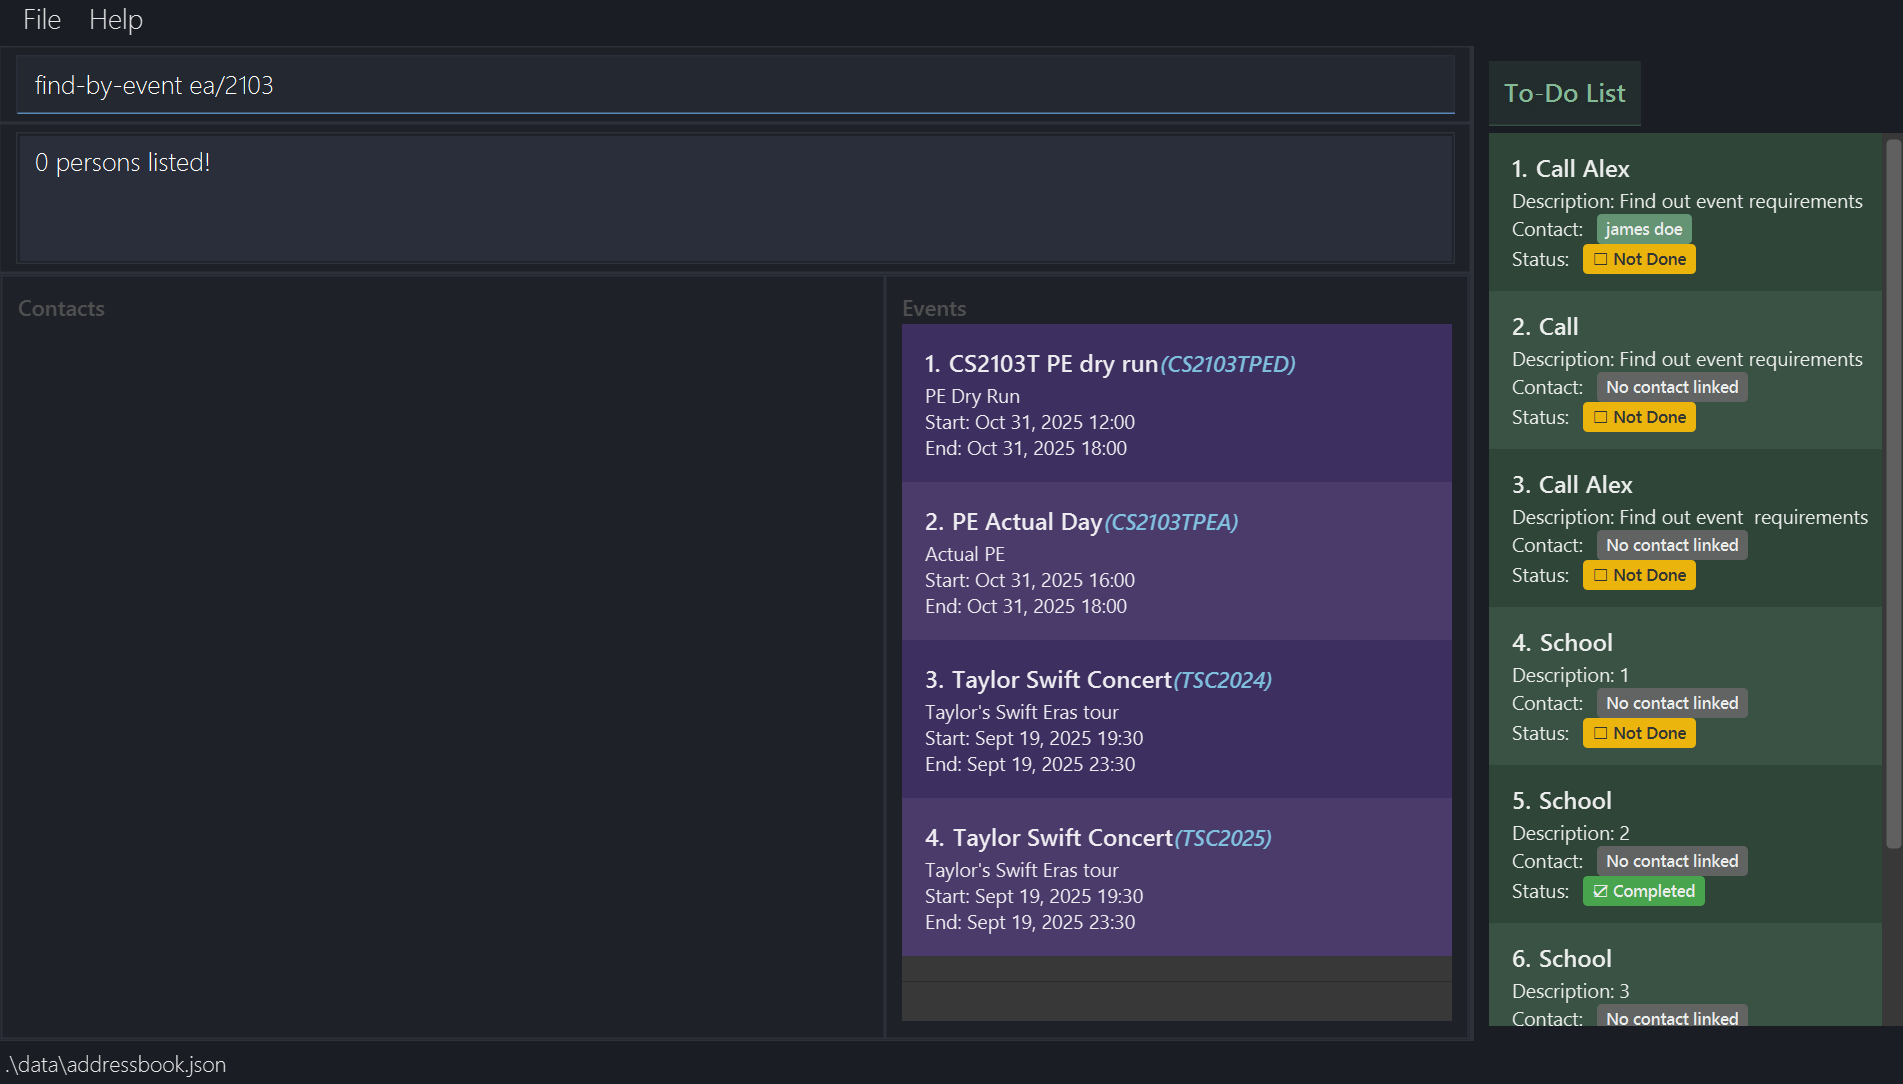 File Help
find-by-event ea/2103
0 persons listed!
Contacts
Events
1. CS2103T PE dry run(CS2103TPED)
PE Dry Run
Start: Oct 31, 2025 12:00
End: Oct 31, 2025 18:00
2. PE Actual Day(CS2103TPEA)
Actual PE
Start: Oct 31, 2025 16:00
End: Oct 31, 2025 18:00
3. Taylor Swift Concert(TSC2024)
Taylor's Swift Eras tour
Start: Sept 19, 2025 19:30
End: Sept 19, 2025 23:30
4. Taylor Swift Concert(TSC2025)
Taylor's Swift Eras tour
Start: Sept 19, 2025 19:30
End: Sept 19, 2025 23:30
To-Do List
1. Call Alex
Description: Find out event requirements
Contact: james doe
Status: ☐ Not Done
2. Call
Description: Find out event requirements
Contact: No contact linked
Status: ☐ Not Done
3. Call Alex
Description: Find out event  requirements
Contact: No contact linked
Status: ☐ Not Done
4. School
Description: 1
Contact: No contact linked
Status: ☐ Not Done
5. School
Description: 2
Contact: No contact linked
Status: ☑ Completed
6. School
Description: 3
Contact: No contact linked
.\data\addressbook.json